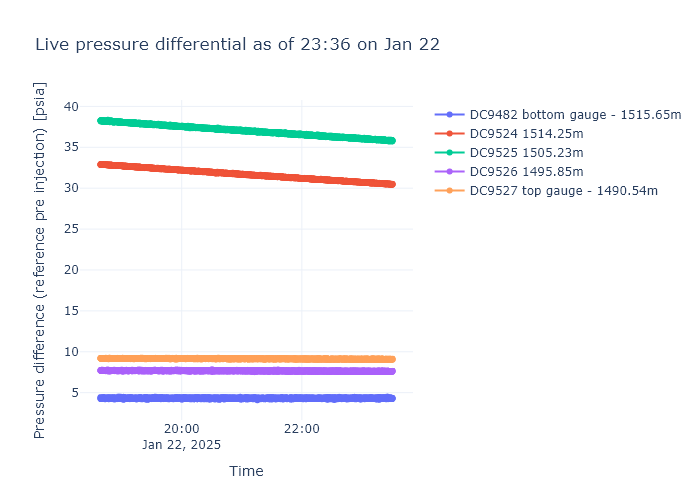 Live pressure differential as of 23:36 on Jan 22
Pressure difference (reference pre injection) [psia]
40
35
30
25
20
15
10
5
20:00
Jan 22, 2025
22:00
Time
DC9482 bottom gauge - 1515.65m
DC9524 1514.25m
DC9525 1505.23m
DC9526 1495.85m
DC9527 top gauge - 1490.54m